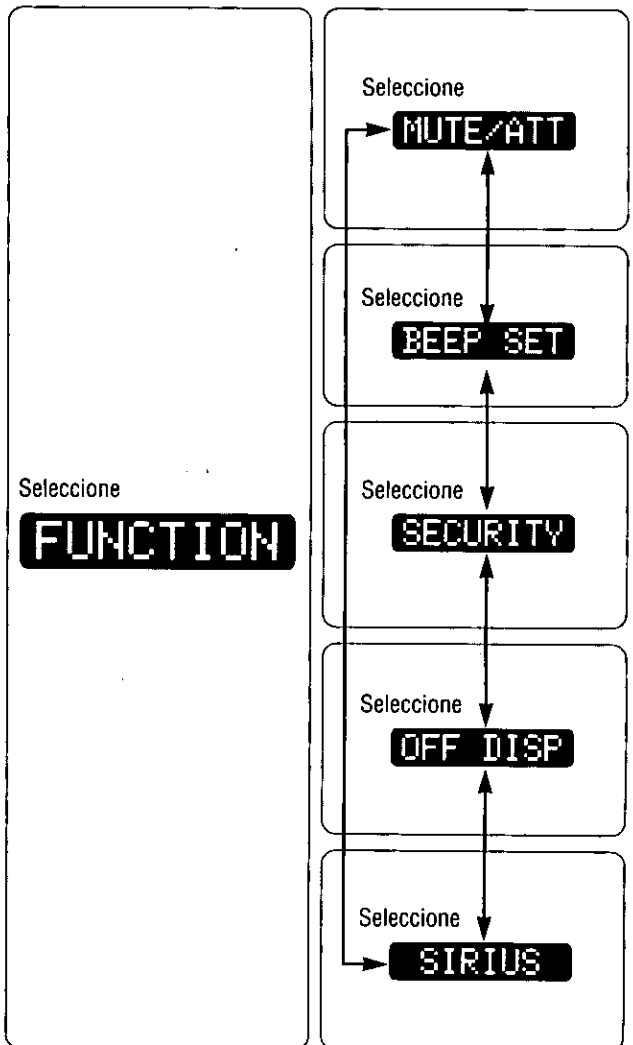 Seleccione
FUNCTION
Seleccione
MUTE/ATT
Seleccione
BEEP SET
Seleccione
SECURITY
Seleccione
OFF DISP
Seleccione
SIRIUS